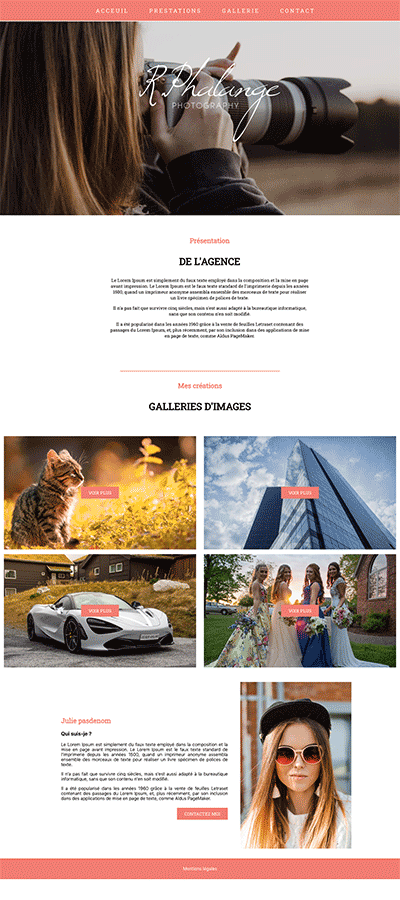 ACCEUIL PRESTATIONS GALLERIE CONTACT
R.Phalange
PHOTOGRAPHY
Présentation
DE L'AGENCE
Le Lorem Ipsum est simplement du faux texte employé dans la composition et la mise en page
avant impression. Le Lorem Ipsum est le faux texte standard de l'imprimerie depuis les années
1500, quand un imprimeur anonyme assembla ensemble des morceaux de texte pour réaliser
un livre spécimen de polices de texte.
Il n'a pas fait que survivre cinq siècles, mais s'est aussi adapté à la bureautique informatique,
sans que son contenu n'en soit modifié.
Il a été popularisé dans les années 1960 grâce à la vente de feuilles Letraset contenant des
passages du Lorem Ipsum, et, plus récemment, par son inclusion dans des applications de mise
en page de texte, comme Aldus PageMaker.
Mes créations
GALLERIES D'IMAGES
VOIR PLUS
VOIR PLUS
VOIR PLUS
VOIR PLUS
Julie pasdenom
Qui suis-je ?
Le Lorem Ipsum est simplement du faux texte employé dans la composition et la
mise en page avant impression. Le Lorem Ipsum est le faux texte standard de
l'imprimerie depuis les années 1500, quand un imprimeur anonyme assembla
ensemble des morceaux de texte pour réaliser un livre spécimen de polices de
texte.
Il n'a pas fait que survivre cinq siècles, mais s'est aussi adapté à la bureautique
informatique, sans que son contenu n'en soit modifié.
Il a été popularisé dans les années 1960 grâce à la vente de feuilles Letraset
contenant des passages du Lorem Ipsum, et, plus récemment, par son inclusion
dans des applications de mise en page de texte, comme Aldus PageMaker.
CONTACTEZ MOI
Mentions légales